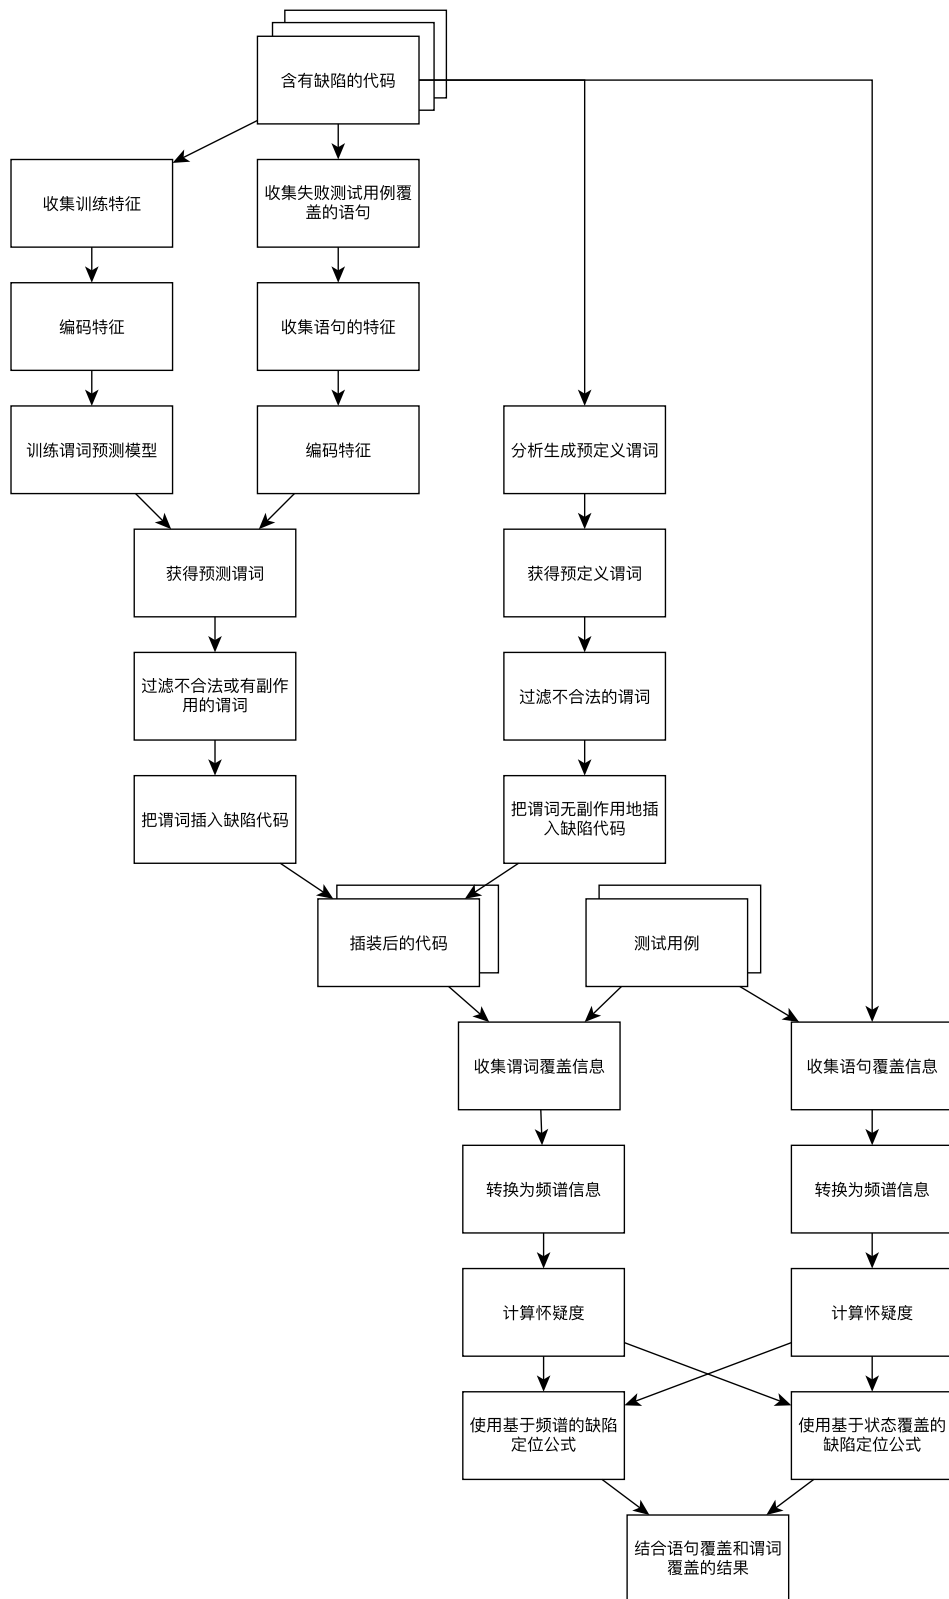 含有缺陷的代码
收集训练特征
收集失败测试用例覆
盖的语句
编码特征
收集语句的特征
训练谓词预测模型
编码特征
分析生成预定义谓词
获得预测谓词
获得预定义谓词
过滤不合法或有副作
用的谓词
过滤不合法的谓词
把谓词插入缺陷代码
把谓词无副作用地插
入缺陷代码
插装后的代码
测试用例
收集谓词覆盖信息
收集语句覆盖信息
转换为频谱信息
转换为频谱信息
计算怀疑度
计算怀疑度
使用基于频谱的缺陷
定位公式
使用基于状态覆盖的
缺陷定位公式
结合语句覆盖和谓词
覆盖的结果